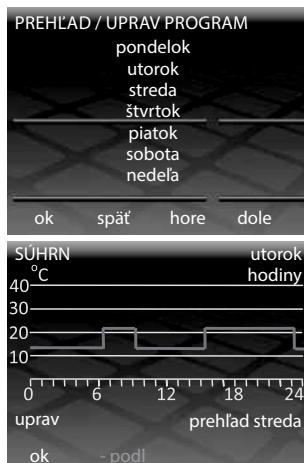 PREHĽAD / UPRAV PROGRAM
pondelok
utorok
streda
štvrtok
piatok
sobota
nedeľa
ok späť hore dole
SÚHRN utorok
°C hodiny
40
30
20
10
0 6 12 18 24
uprav prehľad streda
ok - podl